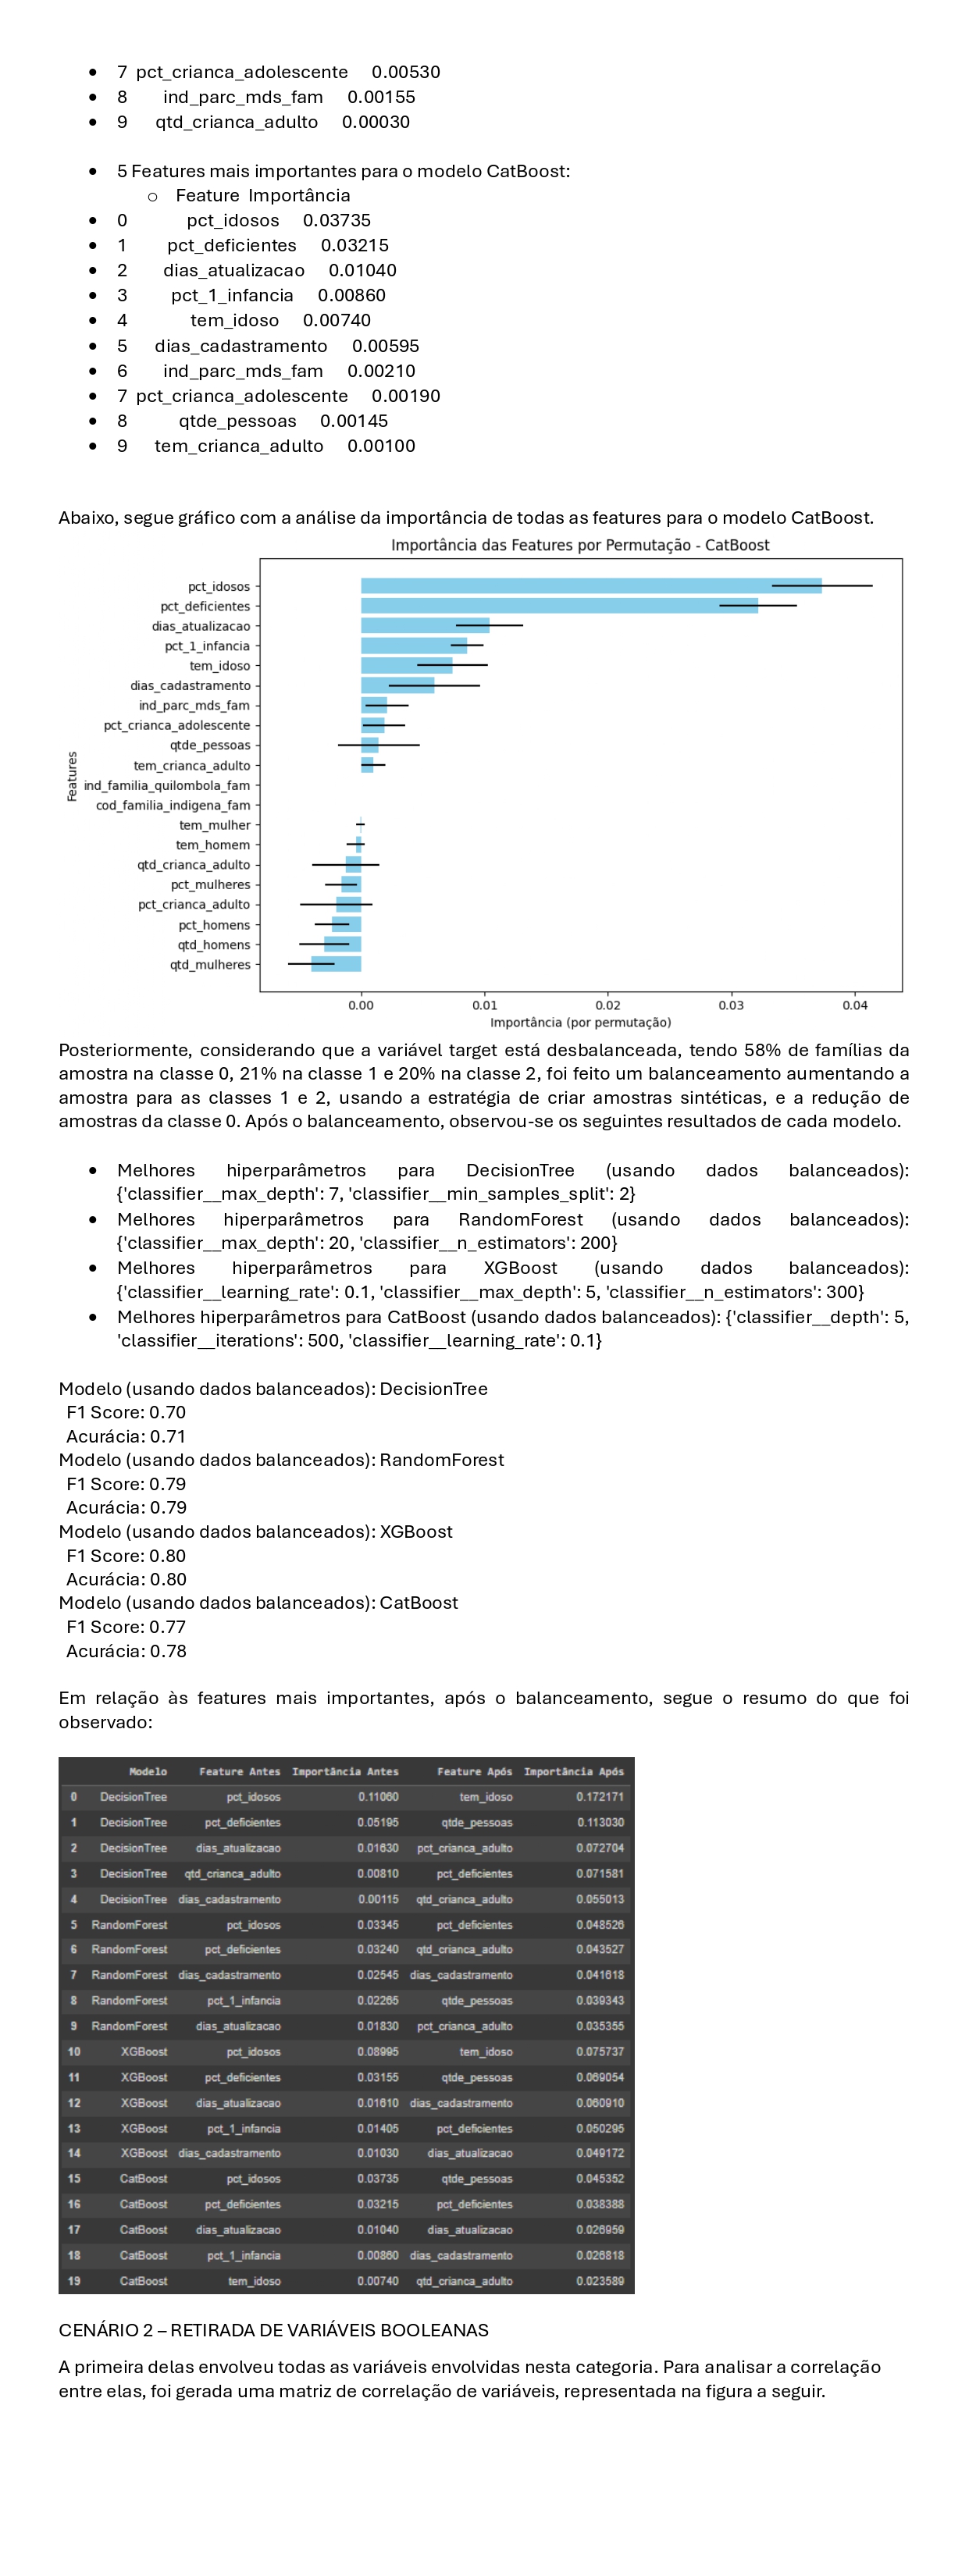 • 7 pct_crianca_adolescente 0.00530
• 8 ind_parc_mds_fam 0.00155
• 9 qtd_crianca_adulto 0.00030
• 5 Features mais importantes para o modelo CatBoost:
o Feature Importância
• 0 pct_idosos 0.03735
• 1 pct_deficientes 0.03215
• 2 dias_atualizacao 0.01040
• 3 pct_1_infancia 0.00860
• 4 tem_idoso 0.00740
• 5 dias_cadastramento 0.00595
• 6 ind_parc_mds_fam 0.00210
• 7 pct_crianca_adolescente 0.00190
• 8 qtde_pessoas 0.00145
• 9 tem_crianca_adulto 0.00100
Abaixo, segue gráfico com a análise da importância de todas as features para o modelo CatBoost.
Importância das Features por Permutação - CatBoost
pct_idosos
pct_deficientes
dias_atualizacao
pct_1_infancia
tem_idoso
dias_cadastramento
ind_parc_mds_fam
pct_crianca_adolescente
qtde_pessoas
tem_crianca_adulto
ind_familia_quilombola_fam
cod_familia_indigena_fam
tem_mulher
tem_homem
qtd_crianca_adulto
pct_mulheres
pct_crianca_adulto
pct_homens
qtd_homens
qtd_mulheres
Features
0.00 0.01 0.02 0.03 0.04
Importância (por permutação)
Posteriormente, considerando que a variável target está desbalanceada, tendo 58% de famílias da
amostra na classe 0, 21% na classe 1 e 20% na classe 2, foi feito um balanceamento aumentando a
amostra para as classes 1 e 2, usando a estratégia de criar amostras sintéticas, e a redução de
amostras da classe 0. Após o balanceamento, observou-se os seguintes resultados de cada modelo.
• Melhores hiperparâmetros para DecisionTree (usando dados balanceados):
{'classifier__max_depth': 7, 'classifier__min_samples_split': 2}
• Melhores hiperparâmetros para RandomForest (usando dados balanceados):
{'classifier__max_depth': 20, 'classifier__n_estimators': 200}
• Melhores hiperparâmetros para XGBoost (usando dados balanceados):
{'classifier__learning_rate': 0.1, 'classifier__max_depth': 5, 'classifier__n_estimators': 300}
• Melhores hiperparâmetros para CatBoost (usando dados balanceados): {'classifier__depth': 5,
'classifier__iterations': 500, 'classifier__learning_rate': 0.1}
Modelo (usando dados balanceados): DecisionTree
F1 Score: 0.70
Acurácia: 0.71
Modelo (usando dados balanceados): RandomForest
F1 Score: 0.79
Acurácia: 0.79
Modelo (usando dados balanceados): XGBoost
F1 Score: 0.80
Acurácia: 0.80
Modelo (usando dados balanceados): CatBoost
F1 Score: 0.77
Acurácia: 0.78
Em relação às features mais importantes, após o balanceamento, segue o resumo do que foi
observado:
Modelo Feature Antes Importância Antes Feature Após Importância Após
0 DecisionTree pct_idosos 0.11060 tem_idoso 0.172171
1 DecisionTree pct_deficientes 0.05195 qtde_pessoas 0.113030
2 DecisionTree dias_atualizacao 0.01630 pct_crianca_adulto 0.072704
3 DecisionTree qtd_crianca_adulto 0.00810 pct_deficientes 0.071581
4 DecisionTree dias_cadastramento 0.00115 qtd_crianca_adulto 0.055013
5 RandomForest pct_idosos 0.03345 pct_deficientes 0.048526
6 RandomForest pct_deficientes 0.03240 qtd_crianca_adulto 0.043527
7 RandomForest dias_cadastramento 0.02545 dias_cadastramento 0.041618
8 RandomForest pct_1_infancia 0.02265 qtde_pessoas 0.039343
9 RandomForest dias_atualizacao 0.01830 pct_crianca_adulto 0.035355
10 XGBoost pct_idosos 0.08995 tem_idoso 0.075737
11 XGBoost pct_deficientes 0.03155 qtde_pessoas 0.069054
12 XGBoost dias_atualizacao 0.01610 dias_cadastramento 0.060910
13 XGBoost pct_1_infancia 0.01405 pct_deficientes 0.050295
14 XGBoost dias_cadastramento 0.01030 dias_atualizacao 0.049172
15 CatBoost pct_idosos 0.03735 qtde_pessoas 0.045352
16 CatBoost pct_deficientes 0.03215 pct_deficientes 0.038388
17 CatBoost dias_atualizacao 0.01040 dias_atualizacao 0.026959
18 CatBoost pct_1_infancia 0.00860 dias_cadastramento 0.026818
19 CatBoost tem_idoso 0.00740 qtd_crianca_adulto 0.023589
CENÁRIO 2 – RETIRADA DE VARIÁVEIS BOOLEANAS
A primeira delas envolveu todas as variáveis envolvidas nesta categoria. Para analisar a correlação
entre elas, foi gerada uma matriz de correlação de variáveis, representada na figura a seguir.